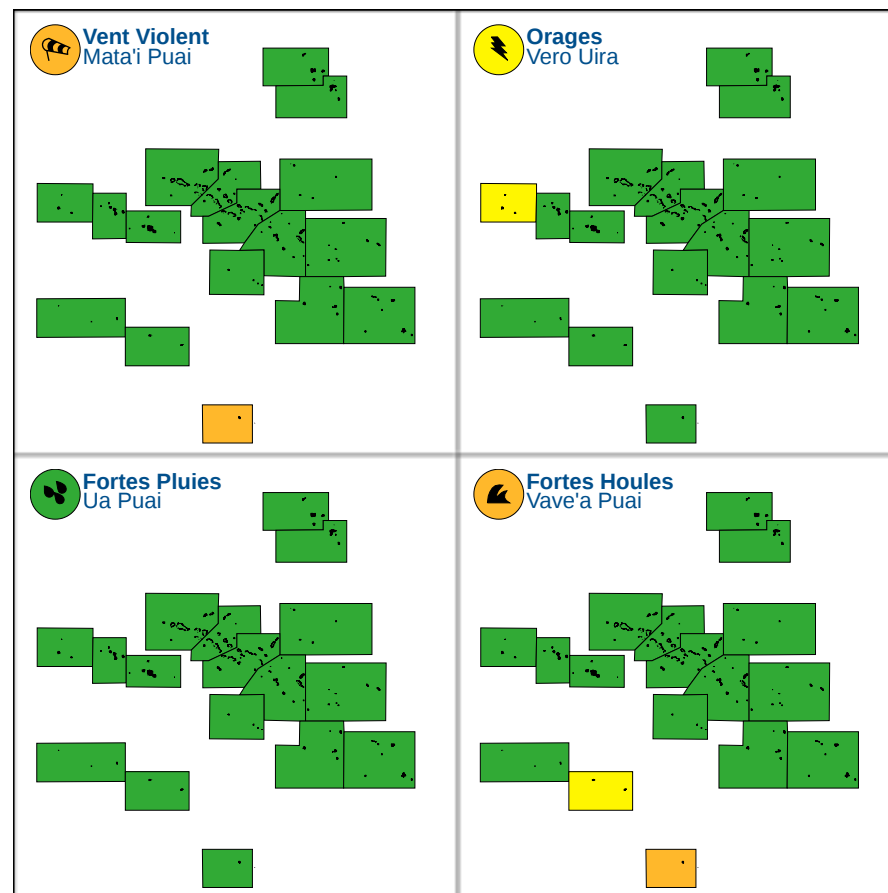 Vent Violent
Mata'i Puai
Orages
Vero Uira
Fortes Pluies
Ua Puai
Fortes Houles
Vave'a Puai